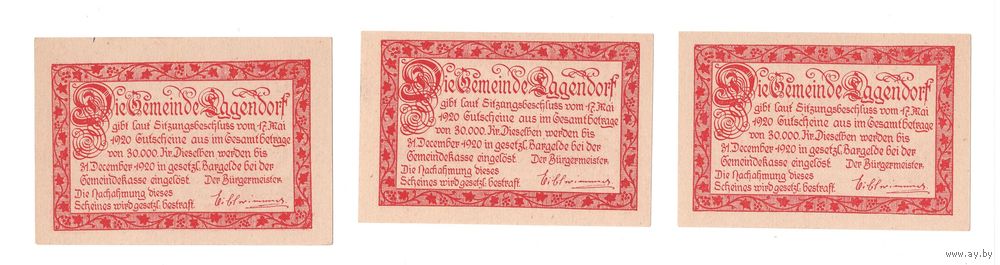 Die Gemeinde Lagendorf
gibt laut Sitzungsbeschluss vom 17. Mai
1920 Gutscheine aus im Gesamtbetrage
von 30.000. Kr. Dieselben werden bis
31. December 1920 in gesetzl. Bargelde bei der
Gemeindekasse eingelöst. Der Bürgermeister.
Die Nachahmung dieses
Scheines wird gesetzl. bestraft.
Die Gemeinde Lagendorf
gibt laut Sitzungsbeschluss vom 17. Mai
1920 Gutscheine aus im Gesamtbetrage
von 30.000. Kr. Dieselben werden bis
31. December 1920 in gesetzl. Bargelde bei der
Gemeindekasse eingelöst. Der Bürgermeister.
Die Nachahmung dieses
Scheines wird gesetzl. bestraft.
Die Gemeinde Lagendorf
gibt laut Sitzungsbeschluss vom 17. Mai
1920 Gutscheine aus im Gesamtbetrage
von 30.000. Kr. Dieselben werden bis
31. December 1920 in gesetzl. Bargelde bei der
Gemeindekasse eingelöst. Der Bürgermeister.
Die Nachahmung dieses
Scheines wird gesetzl. bestraft.
www.ay.by